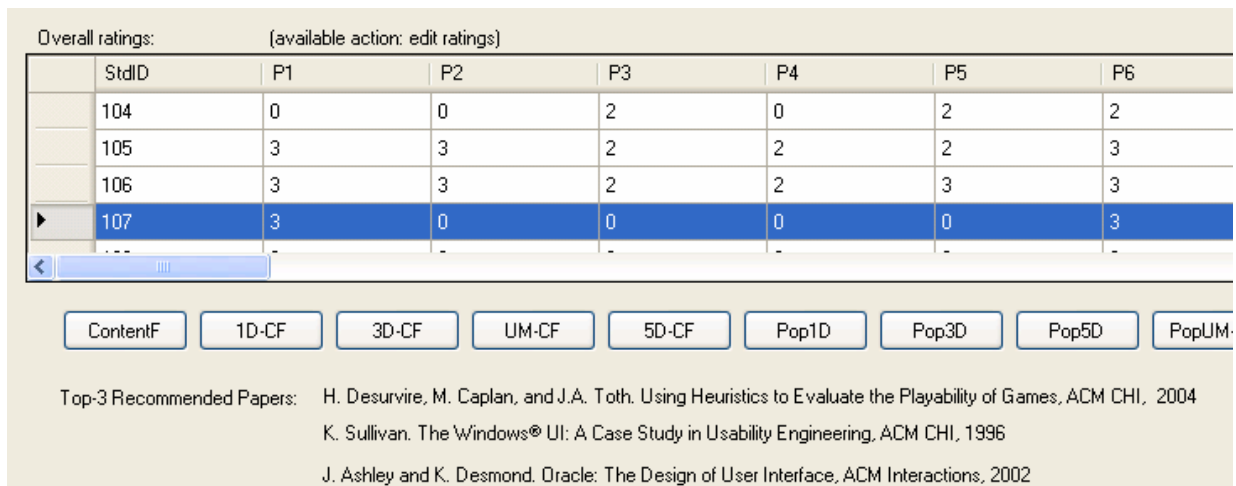 Overall ratings: (available action: edit ratings)
StdID P1 P2 P3 P4 P5 P6
104 0 0 2 0 2 2
105 3 3 2 2 2 3
106 3 3 2 2 3 3
107 3 0 0 0 0 3
ContentF 1D-CF 3D-CF UM-CF 5D-CF Pop1D Pop3D Pop5D PopUM-
Top-3 Recommended Papers: H. Desurvire, M. Caplan, and J.A. Toth. Using Heuristics to Evaluate the Playability of Games, ACM CHI, 2004
K. Sullivan. The Windows® UI: A Case Study in Usability Engineering, ACM CHI, 1996
J. Ashley and K. Desmond. Oracle: The Design of User Interface, ACM Interactions, 2002